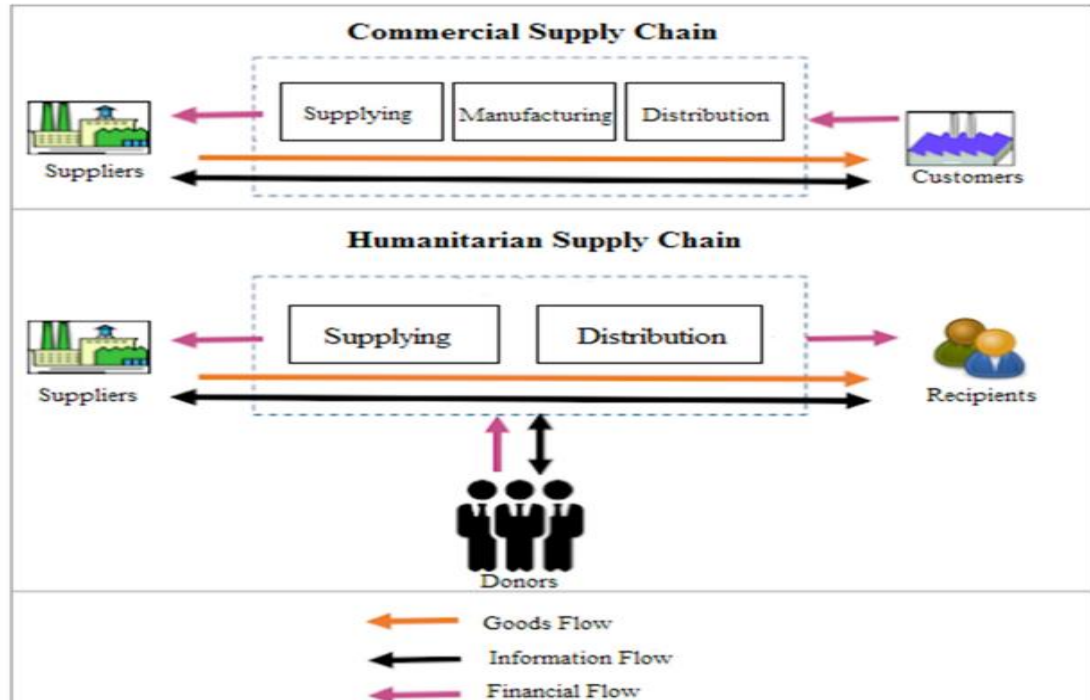 Commercial Supply Chain
Supplying Manufacturing Distribution
Suppliers Customers
Humanitarian Supply Chain
Supplying Distribution
Suppliers Recipients
Donors
Goods Flow
Information Flow
Financial Flow